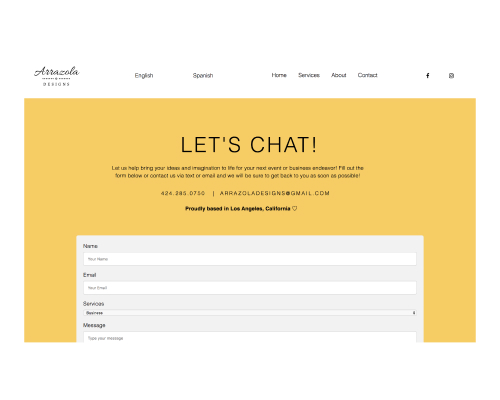 Arrazola
DESIGNS
English
Spanish
Home
Services
About
Contact
LET'S CHAT!
Let us help bring your ideas and imagination to life for your next event or business endeavor! Fill out the
form below or contact us via text or email and we will be sure to get back to you as soon as possible!
424.285.0750 | ARRAZOLADESIGNS@GMAIL.COM
Proudly based in Los Angeles, California ♡
Name
Your Name
Email
Your Email
Services
Business
Message
Type your message